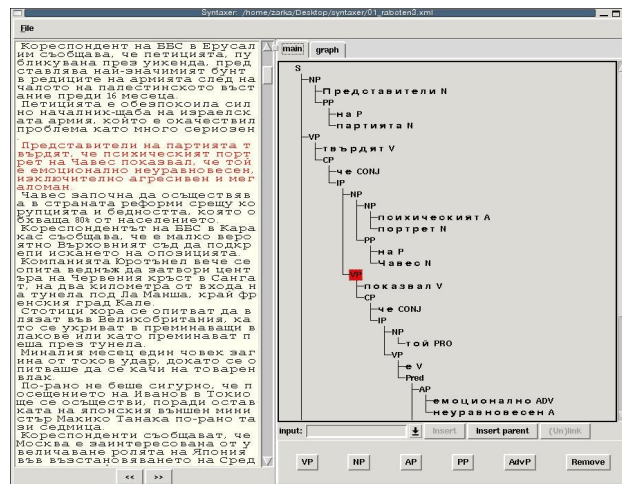 Syntaxer: /home/zarka/Desktop/syntaxer/01_raboten3.xml
File
Кореспондент на ББС в Ерусал
им съобщава, че петицията, пу
бликувана през уикенда, пред
ставлява най-значимият бунт
в редиците на армията след на
чалото на палестинското въст
ание преди 16 месеца.
Петицията е обезпокоила сил
но началник-щаба на израелск
ата армия, който е окачествил
проблема като много сериозен
.
Представители на партията т
върдят, че психическият порт
рет на Чавес показвал, че той
е емоционално неуравновесен,
изключително агресивен и мег
аломан.
Чавес започна да осъществяв
а в страната реформи срещу ко
рупцията и бедността, която о
бхваща 80% от населението.
Кореспондентът на ББС в Кара
кас съобщава, че е малко веро
ятно Върховният съд да подкр
епи искането на опозицията.
Компанията Юротънел вече се
опита веднъж да затвори цент
ъра на Червения кръст в Санга
т, на два километра от входа н
а тунела под Ла Манша, край фр
енския град Кале.
Стотици хора се опитват да в
лязат във Великобритания, ка
то се укриват в преминаващи в
лакове или като преминават п
еша през тунела.
Миналия месец един човек заг
ина от токов удар, докато се о
питваше да се качи на товарен
влак.
По-рано не беше сигурно, че п
осещението на Иванов в Токио
ще се осъществи, поради остав
ката на японския външен мини
стър Макико Танака по-рано та
зи седмица.
Кореспонденти съобщават, че
Москва е заинтересована от у
величаване ролята на Япония
във възстановяването на Сред
<< >>
main graph
S
NP
Представители N
PP
на P
партията N
VP
твърдят V
CP
че CONJ
IP
NP
NP
психическият A
портрет N
PP
на P
Чавес N
VP
показвал V
CP
че CONJ
IP
NP
той PRO
VP
е V
Pred
AP
емоционално ADV
неуравновесен A
input: Insert Insert parent (Un)link
VP NP AP PP AdvP Remove